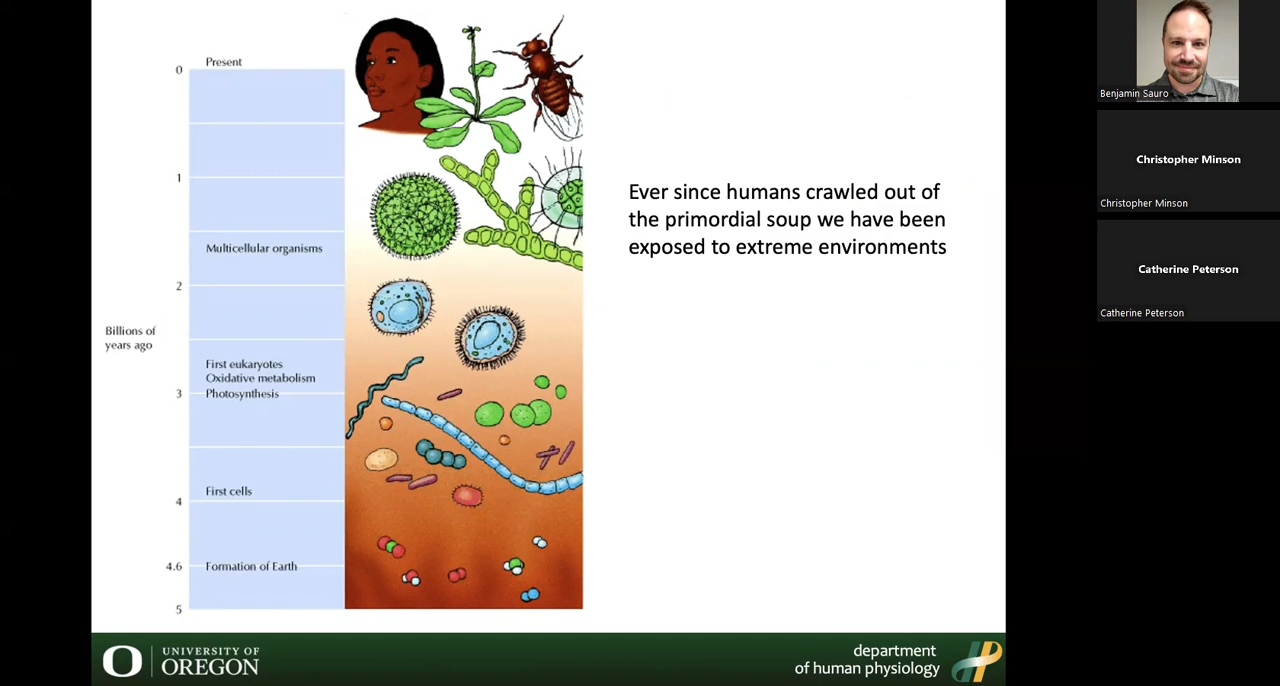 Present
0
1
Multicellular organisms
2
Billions of
years ago
First eukaryotes
Oxidative metabolism
3
Photosynthesis
First cells
4
4.6
Formation of Earth
5
Ever since humans crawled out of
the primordial soup we have been
exposed to extreme environments
O
UNIVERSITY OF
OREGON
department
of human physiology
Benjamin Sauro
Christopher Minson
Christopher Minson
Catherine Peterson
Catherine Peterson